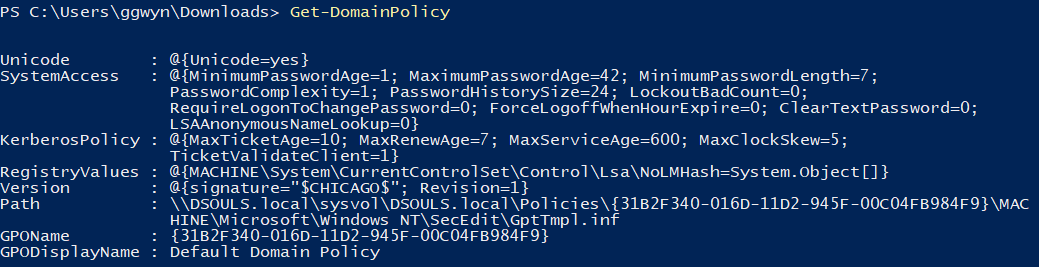 PS C:\Users\ggwyn\Downloads> Get-DomainPolicy
Unicode : @{Unicode=yes}
SystemAccess : @{MinimumPasswordAge=1; MaximumPasswordAge=42; MinimumPasswordLength=7;
PasswordComplexity=1; PasswordHistorySize=24; LockoutBadCount=0;
RequireLogonToChangePassword=0; ForceLogoffWhenHourExpire=0; ClearTextPassword=0;
LSAAnonymousNameLookup=0}
KerberosPolicy : @{MaxTicketAge=10; MaxRenewAge=7; MaxServiceAge=600; MaxClockSkew=5;
TicketValidateClient=1}
RegistryValues : @{MACHINE\System\CurrentControlSet\Control\Lsa\NoLMHash=System.Object[]}
Version : @{signature="$CHICAGO$"; Revision=1}
Path : \\DSOULS.local\sysvol\DSOULS.local\Policies\{31B2F340-016D-11D2-945F-00C04FB984F9}\MAC
HINE\Microsoft\Windows NT\SecEdit\GptTmpl.inf
GPOName : {31B2F340-016D-11D2-945F-00C04FB984F9}
GPODisplayName : Default Domain Policy